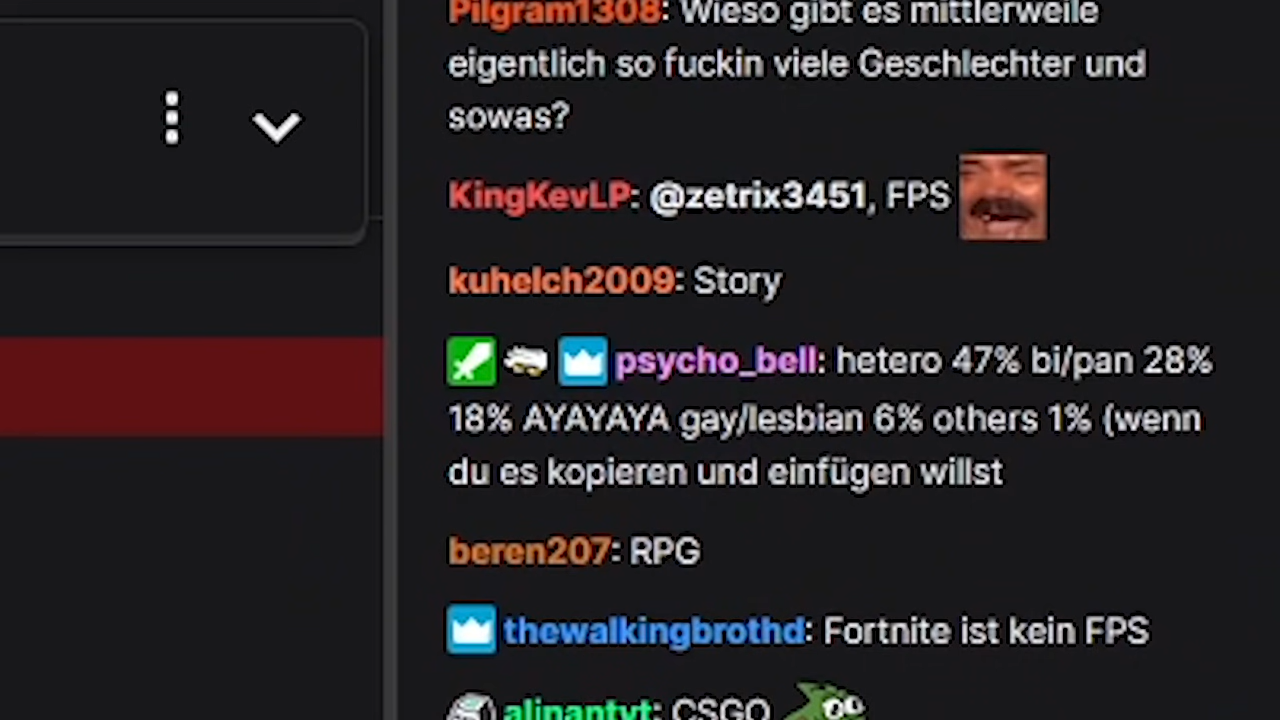 Pilgram1308: Wieso gibt es mittlerweile
eigentlich so fuckin viele Geschlechter und
sowas?
KingKevLP: @zetrix3451, FPS
kuhelch2009: Story
psycho_bell: hetero 47% bi/pan 28%
18% AYAYAYA gay/lesbian 6% others 1% (wenn
du es kopieren und einfügen willst
beren207: RPG
thewalkingbrothd: Fortnite ist kein FPS
alinantyt: CSGO